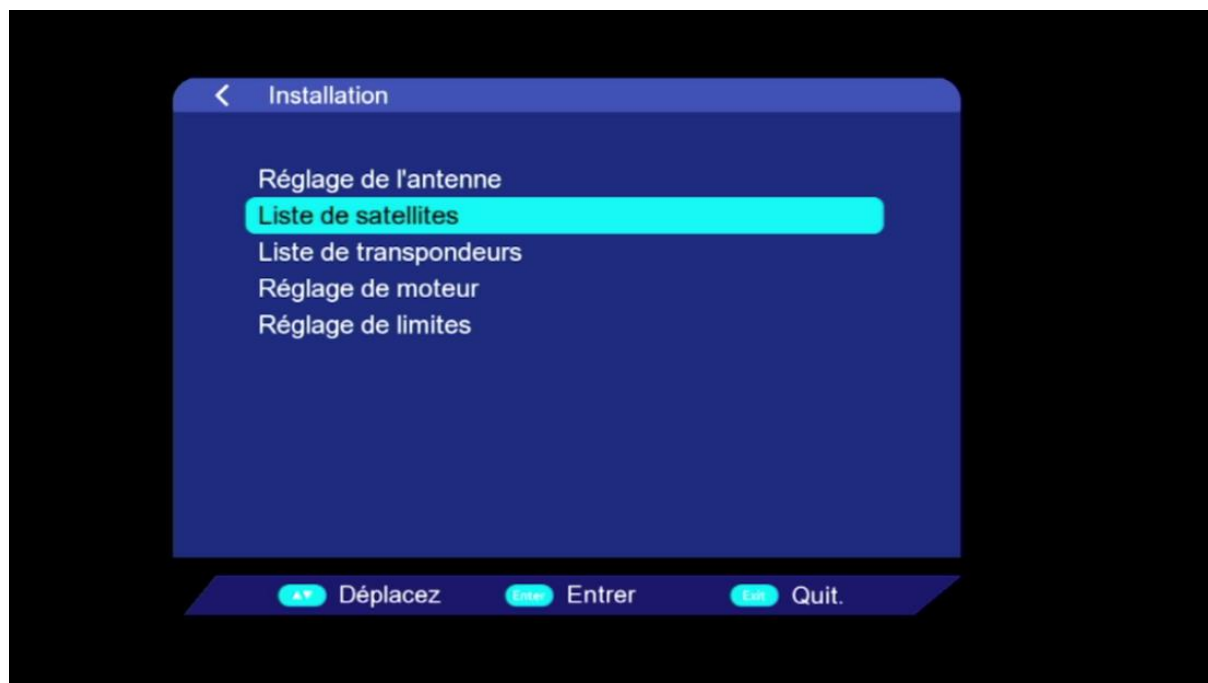 Installation
Réglage de l'antenne
Liste de satellites
Liste de transpondeurs
Réglage de moteur
Réglage de limites
Déplacez Enter Entrer Exit Quit.